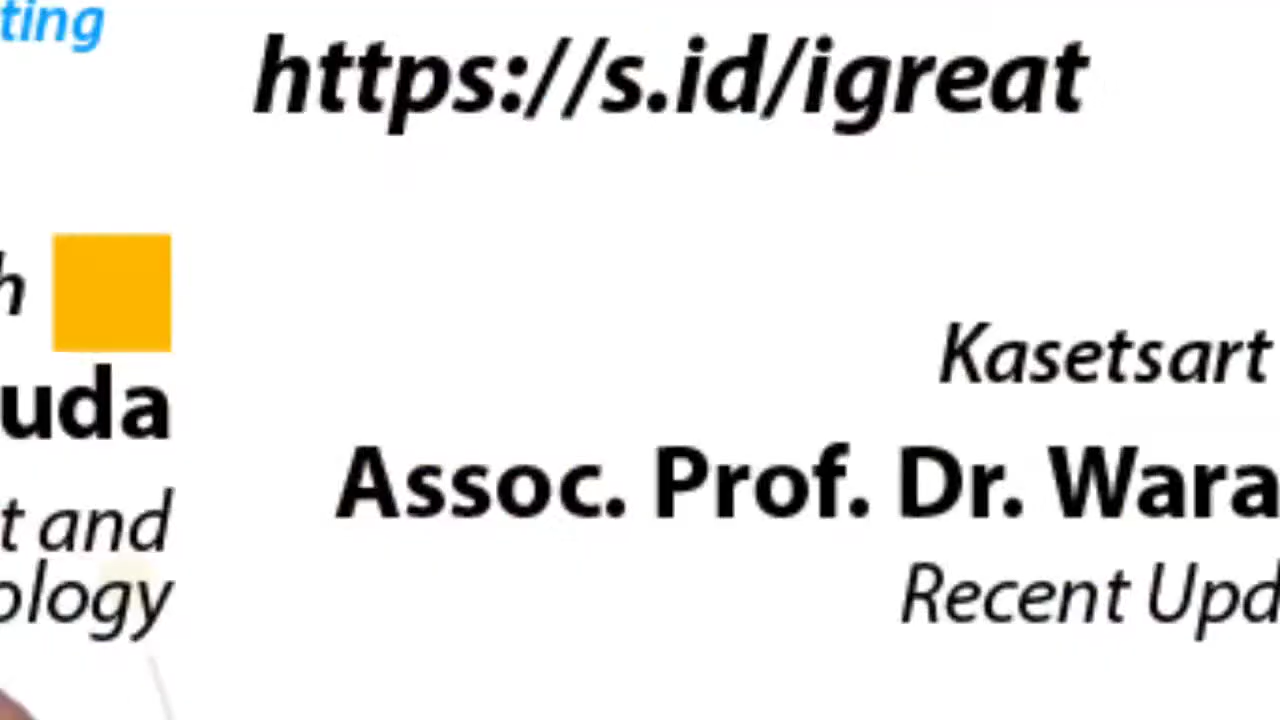 ting
https://s.id/igreat
h
Kasetsart
uda
Assoc. Prof. Dr. Wara
t and
Recent Upd
ology